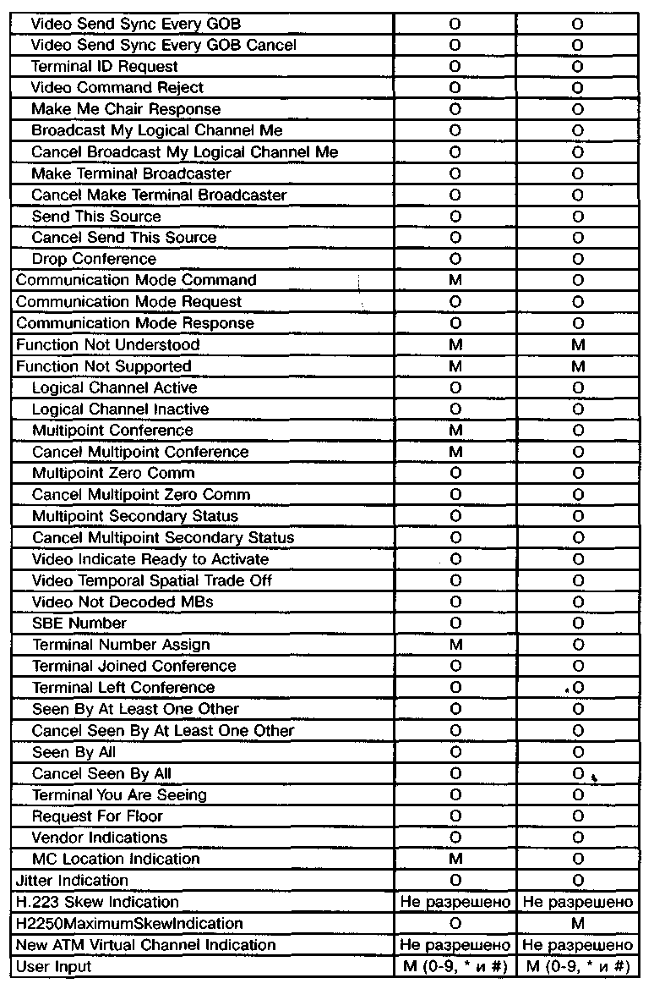 Video Send Sync Every GOB O O
Video Send Sync Every GOB Cancel O O
Terminal ID Request O O
Video Command Reject O O
Make Me Chair Response O O
Broadcast My Logical Channel Me O O
Cancel Broadcast My Logical Channel Me O O
Make Terminal Broadcaster O O
Cancel Make Terminal Broadcaster O O
Send This Source O O
Cancel Send This Source O O
Drop Conference O O
Communication Mode Command M O
Communication Mode Request O O
Communication Mode Response O O
Function Not Understood M M
Function Not Supported M M
Logical Channel Active O O
Logical Channel Inactive O O
Multipoint Conference M O
Cancel Multipoint Conference M O
Multipoint Zero Comm O O
Cancel Multipoint Zero Comm O O
Multipoint Secondary Status O O
Cancel Multipoint Secondary Status O O
Video Indicate Ready to Activate O O
Video Temporal Spatial Trade Off O O
Video Not Decoded MBs O O
SBE Number O O
Terminal Number Assign M O
Terminal Joined Conference O O
Terminal Left Conference O O
Seen By At Least One Other O O
Cancel Seen By At Least One Other O O
Seen By All O O
Cancel Seen By All O O
Terminal You Are Seeing O O
Request For Floor O O
Vendor Indications O O
MC Location Indication M O
Jitter Indication O O
H.223 Skew Indication Не разрешено Не разрешено
H2250MaximumSkewIndication O M
New ATM Virtual Channel Indication Не разрешено Не разрешено
User Input M (0-9, * и #) M (0-9, * и #)